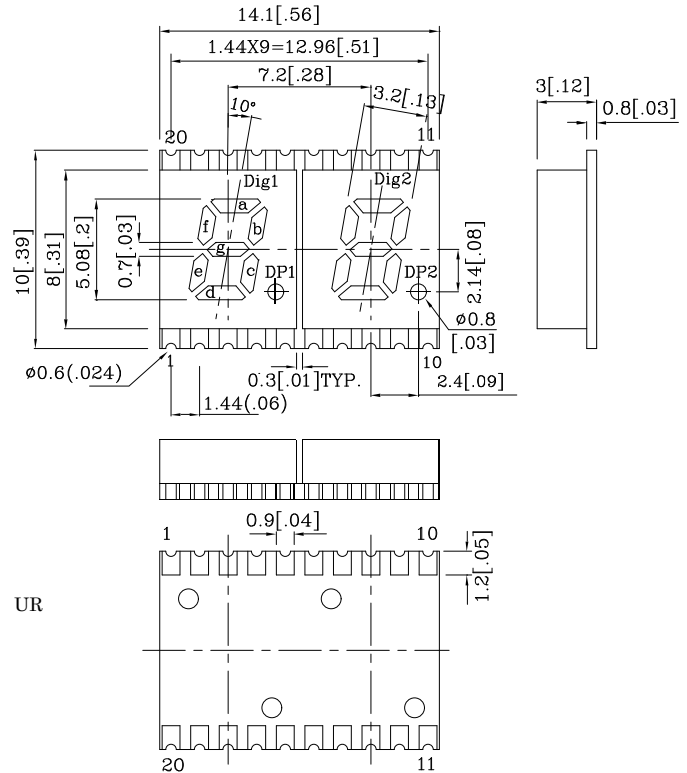 14.1[.56]
1.44X9=12.96[.51]
7.2[.28]
3.2[.13]
10°
3[.12]
0.8[.03]
20
11
Dig1
Dig2
a
f
b
g
e
c
d
DP1
DP2
10[.39]
8[.31]
5.08[.2]
0.7[.03]
2.14[.08]
ø0.8
[.03]
1
10
ø0.6(.024)
0.3[.01]TYP.
2.4[.09]
1.44(.06)
0.9[.04]
1
10
1.2[.05]
UR
20
11